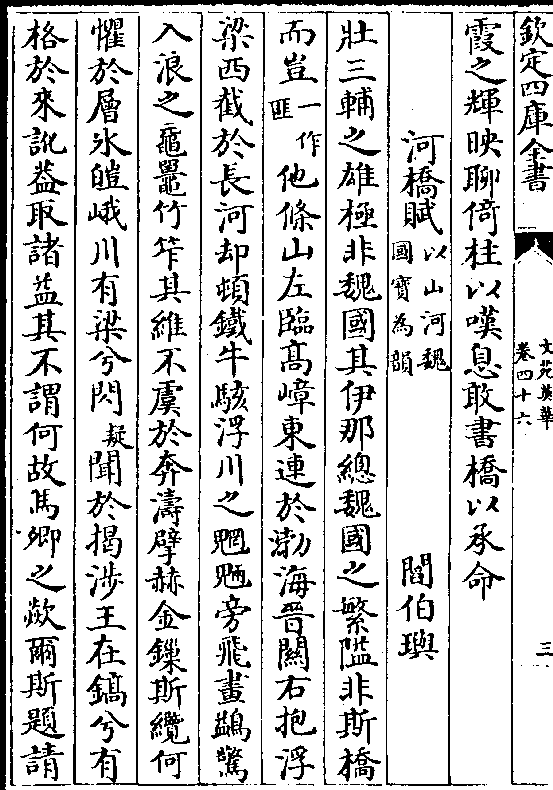 欽定四庫全書
文苑英華
卷四十六
三
霞之輝映聊倚柱以嘆息敢書橋以承命
河橋賦以山河魏國寶為韻 閻伯璵
壯三輔之雄極非魏國其伊那總魏國之繁隘非斯橋
而豈一作匪他條山左臨高嶂東連於渤海晉關右抱浮
梁西截於長河却頓鐵牛駭浮川之魍魎旁飛畫鷁驚
入浪之黿鼉竹笮其維不虞於奔濤擘赫金鏁斯纜何
懼於層氷皚峨川有梁兮閃疑聞於揭渉王在鎬兮有
格於來訛葢取諸益其不謂何故馬卿之歘爾斯題請